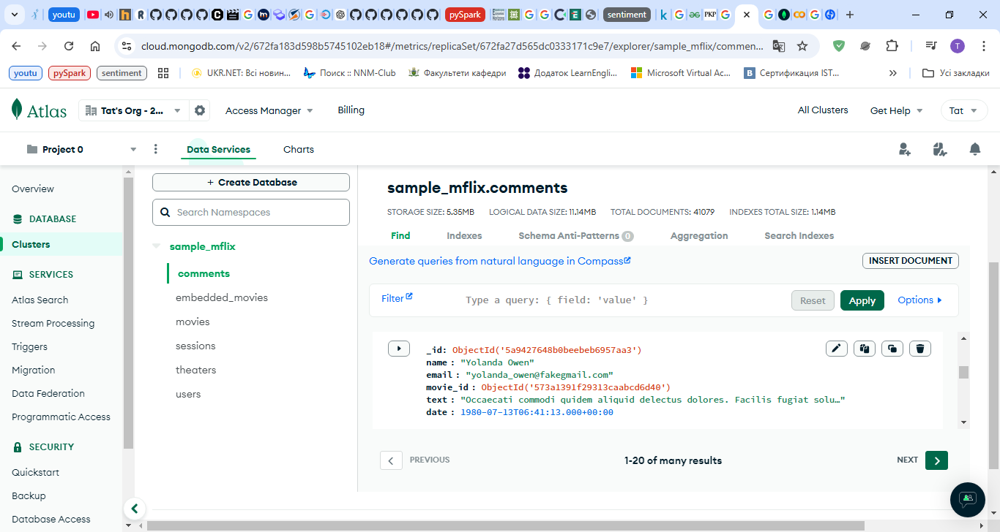 youtu
pySpark
sentiment
PKP
cloud.mongodb.com/v2/672fa183d598b5745102eb18#/metrics/replicaSet/672fa27d565dc0333171c9e7/explorer/sample_mflix/commen...
T
youtu
pySpark
sentiment
UKR.NET: Всі новин...
Поиск :: NNM-Club
Факультети кафедри
Додаток LearnEngli...
Microsoft Virtual Ac...
Сертификация IST...
Усі закладки
Atlas
Tat's Org - 2...
Access Manager
Billing
All Clusters
Get Help
Tat
Project 0
Data Services
Charts
Overview
DATABASE
Clusters
SERVICES
Atlas Search
Stream Processing
Triggers
Migration
Data Federation
Programmatic Access
SECURITY
Quickstart
Backup
Database Access
+ Create Database
Search Namespaces
sample_mflix
comments
embedded_movies
movies
sessions
theaters
users
sample_mflix.comments
STORAGE SIZE: 5.35MB LOGICAL DATA SIZE: 11.14MB TOTAL DOCUMENTS: 41079 INDEXES TOTAL SIZE: 1.14MB
Find Indexes Schema Anti-Patterns 0 Aggregation Search Indexes
Generate queries from natural language in Compass
INSERT DOCUMENT
Filter
Type a query: { field: 'value' }
Reset
Apply
Options
_id: ObjectId('5a9427648b0beebeb6957aa3')
name: "Yolanda Owen"
email: "yolanda_owen@fakegmail.com"
movie_id: ObjectId('573a1391f29313caabcd6d40')
text: "Occaecati commodi quidem aliquid delectus dolores. Facilis fugiat solu…"
date: 1980-07-13T06:41:13.000+00:00
PREVIOUS
1-20 of many results
NEXT